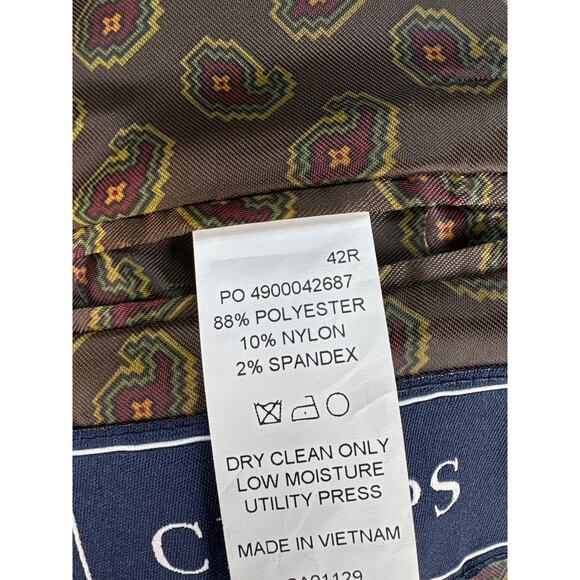 42R
PO 4900042687
88% POLYESTER
10% NYLON
2% SPANDEX
DRY CLEAN ONLY
LOW MOISTURE
UTILITY PRESS
MADE IN VIETNAM
CA01129